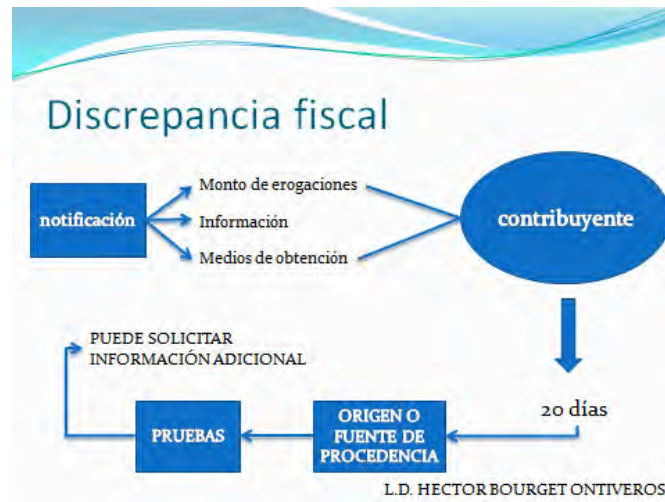 Discrepancia fiscal
notificación
Monto de erogaciones
Información
Medios de obtención
contribuyente
20 días
ORIGEN O
FUENTE DE
PROCEDENCIA
PRUEBAS
PUEDE SOLICITAR
INFORMACIÓN ADICIONAL
L.D. HECTOR BOURGET ONTIVEROS